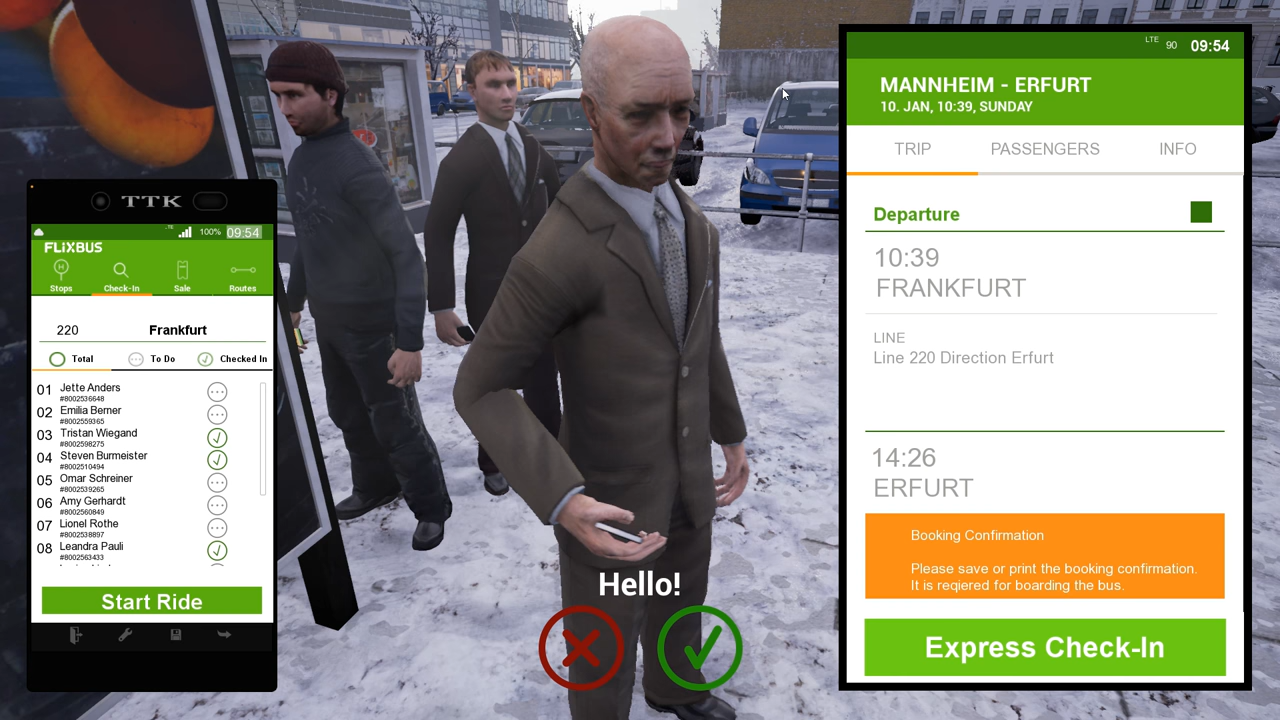 TTK
LTE
100%
09:54
FLiXBUS
H
Stops
Check-In
Sale
Routes
220
Frankfurt
Total
To Do
Checked In
01
Jette Anders
#8002536648
02
Emilia Berner
#8002559365
03
Tristan Wiegand
#8002598275
04
Steven Burmeister
#8002510494
05
Omar Schreiner
#8002539265
06
Amy Gerhardt
#8002560849
07
Lionel Rothe
#8002538897
08
Leandra Pauli
#8002563433
Start Ride
Hello!
LTE
90
09:54
MANNHEIM - ERFURT
10. JAN, 10:39, SUNDAY
TRIP
PASSENGERS
INFO
Departure
10:39
FRANKFURT
LINE
Line 220 Direction Erfurt
14:26
ERFURT
Booking Confirmation
Please save or print the booking confirmation.
It is reqiered for boarding the bus.
Express Check-In